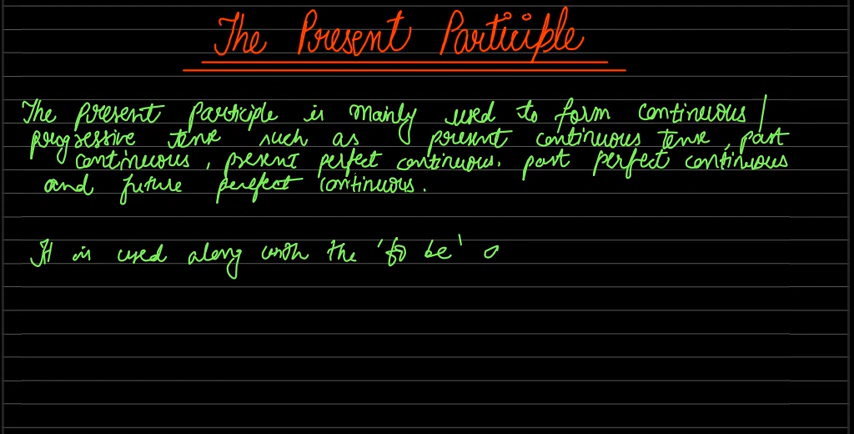 The Present Participle
The present participle is mainly used to form continuous /
progressive tense such as present continuous tense, past
continuous, present perfect continuous, past perfect continuous
and future perfect continuous.
It is used along with the 'to be' o